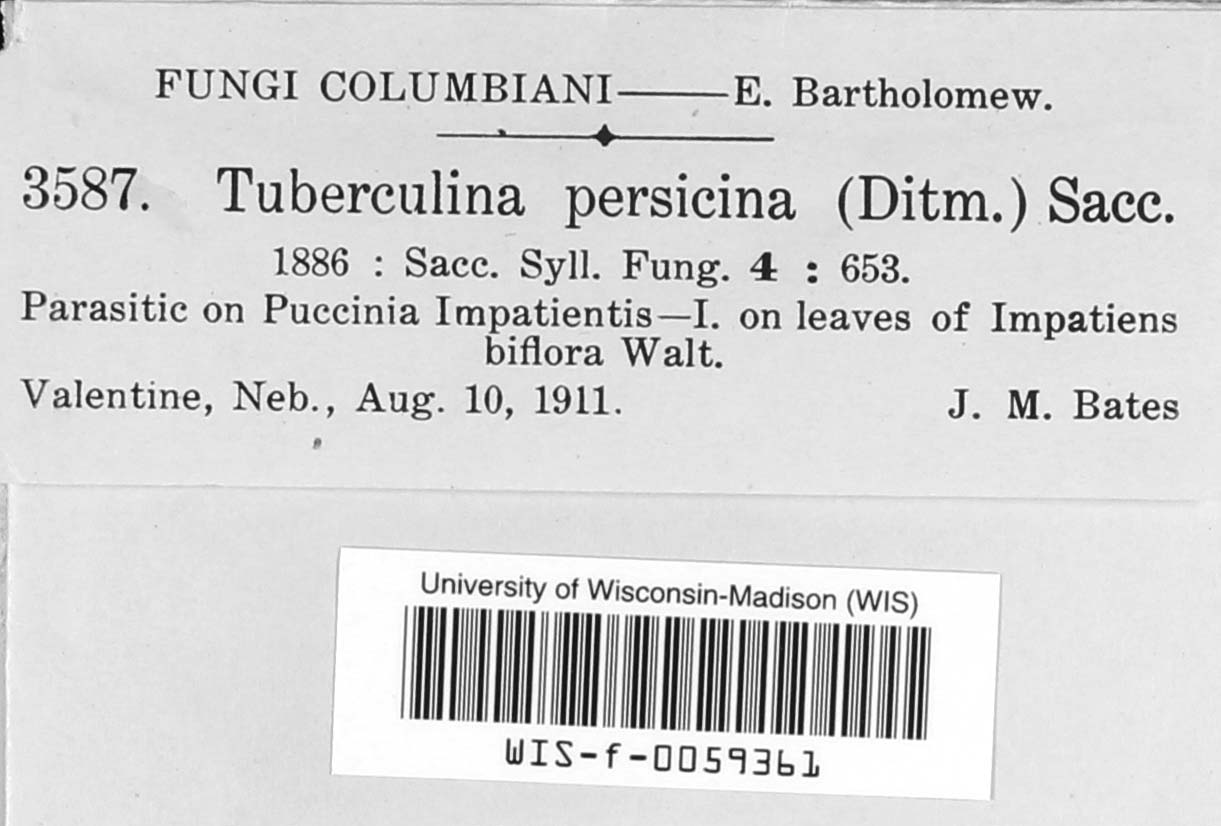 FUNGI COLUMBIANI——E. Bartholomew.
3587. Tuberculina persicina (Ditm.) Sacc.
1886 : Sacc. Syll. Fung. 4 : 653.
Parasitic on Puccinia Impatientis—I. on leaves of Impatiens
biflora Walt.
Valentine, Neb., Aug. 10, 1911. J. M. Bates
University of Wisconsin-Madison (WIS)
WIS-f-0059361